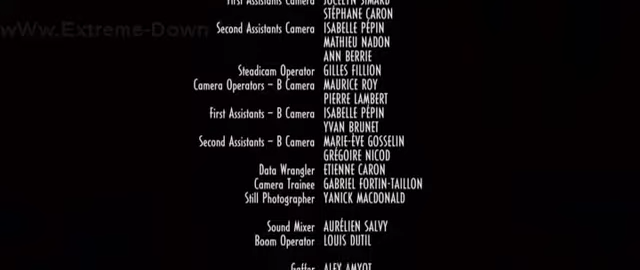 wWw.Extreme-Down
First Assistants Camera JOCELYN SIMARD
STÉPHANE CARON
Second Assistants Camera ISABELLE PÉPIN
MATHIEU NADON
ANN BERRIE
Steadicam Operator GILLES FILLION
Camera Operators – B Camera MAURICE ROY
PIERRE LAMBERT
First Assistants – B Camera ISABELLE PÉPIN
YVAN BRUNET
Second Assistants – B Camera MARIE-ÈVE GOSSELIN
GRÉGOIRE NICOD
Data Wrangler ETIENNE CARON
Camera Trainee GABRIEL FORTIN-TAILLON
Still Photographer YANICK MACDONALD
Sound Mixer AURÉLIEN SALVY
Boom Operator LOUIS DUTIL
Gaffer ALEX AMYOT